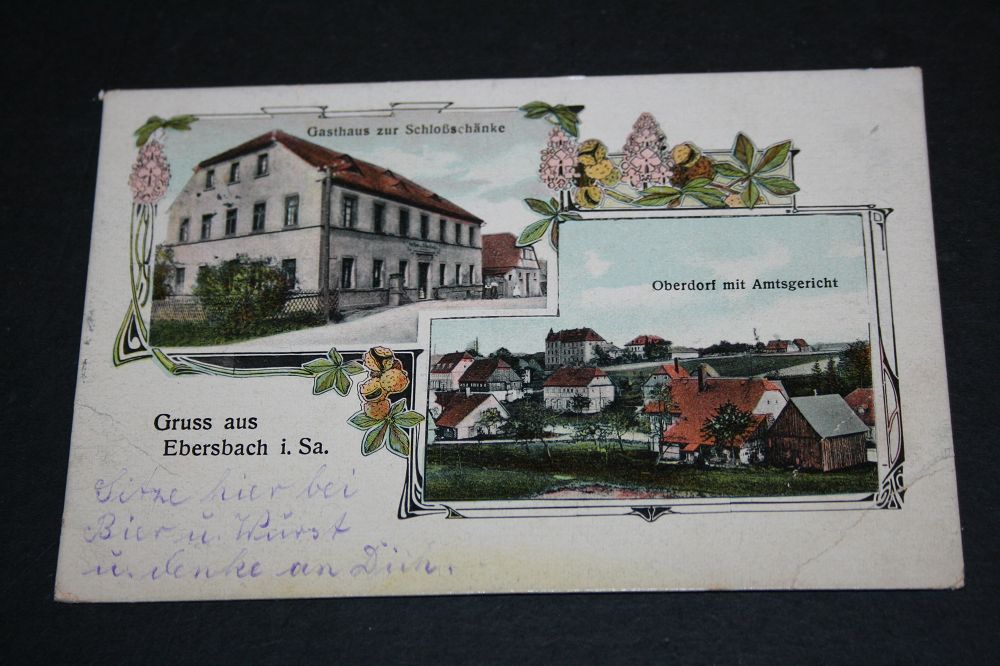 Gasthaus zur Schloßschänke
Oberdorf mit Amtsgericht
Gruss aus
Ebersbach i. Sa.
Sitze hier bei
Bier u. Wurst
u. denke an Dich.